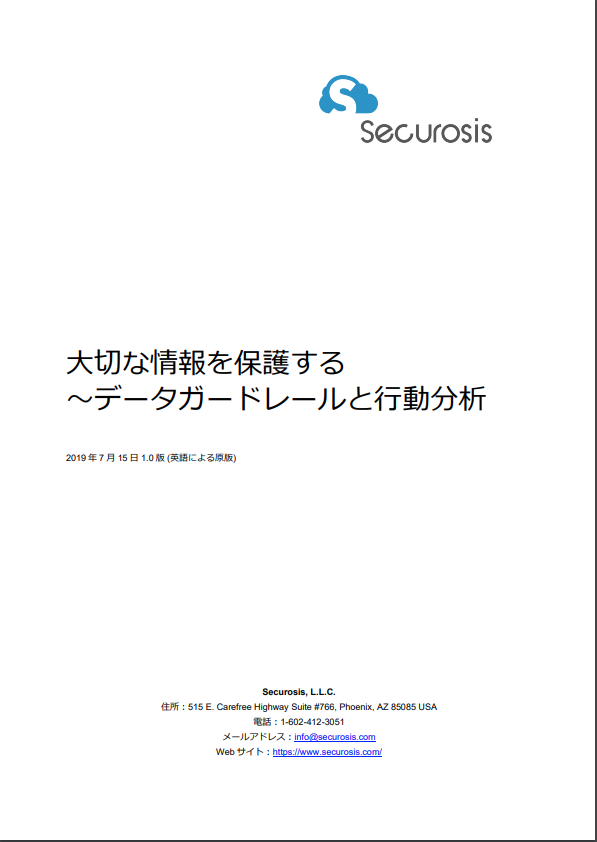 Securosis
大切な情報を保護する
～データガードレールと行動分析
2019 年 7 月 15 日 1.0 版 (英語による原版)
Securosis, L.L.C.
住所：515 E. Carefree Highway Suite #766, Phoenix, AZ 85085 USA
電話：1-602-412-3051
メールアドレス：info@securosis.com
Web サイト：https://www.securosis.com/